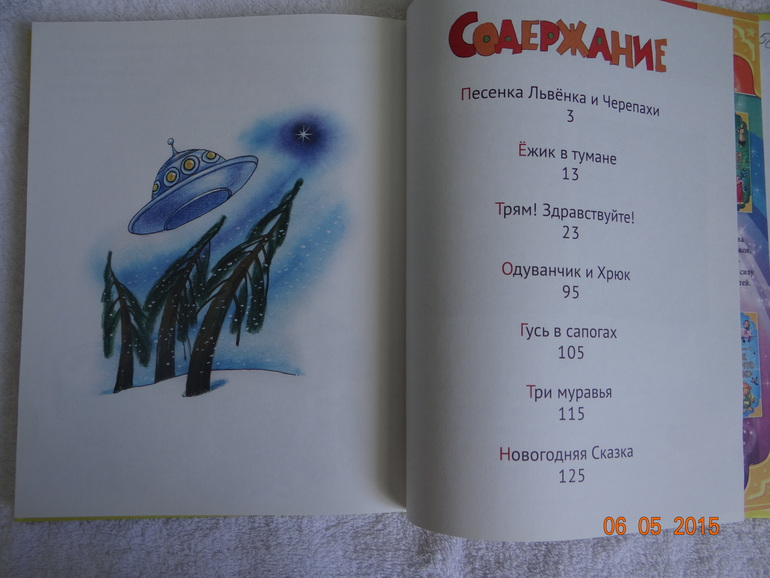 СОДЕРЖАНИЕ
Песенка Львёнка и Черепахи
3
Ёжик в тумане
13
Трям! Здравствуйте!
23
Одуванчик и Хрюк
95
Гусь в сапогах
105
Три муравья
115
Новогодняя Сказка
125
06 05 2015